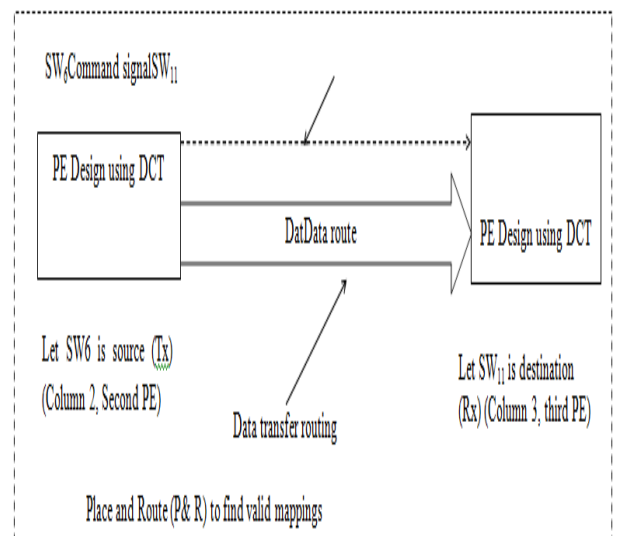 SW6Command signalSW11
PE Design using DCT
DatData route
PE Design using DCT
Let SW6 is source (Tx)
(Column 2, Second PE)
Let SW11 is destination
(Rx) (Column 3, third PE)
Data transfer routing
Place and Route (P& R) to find valid mappings